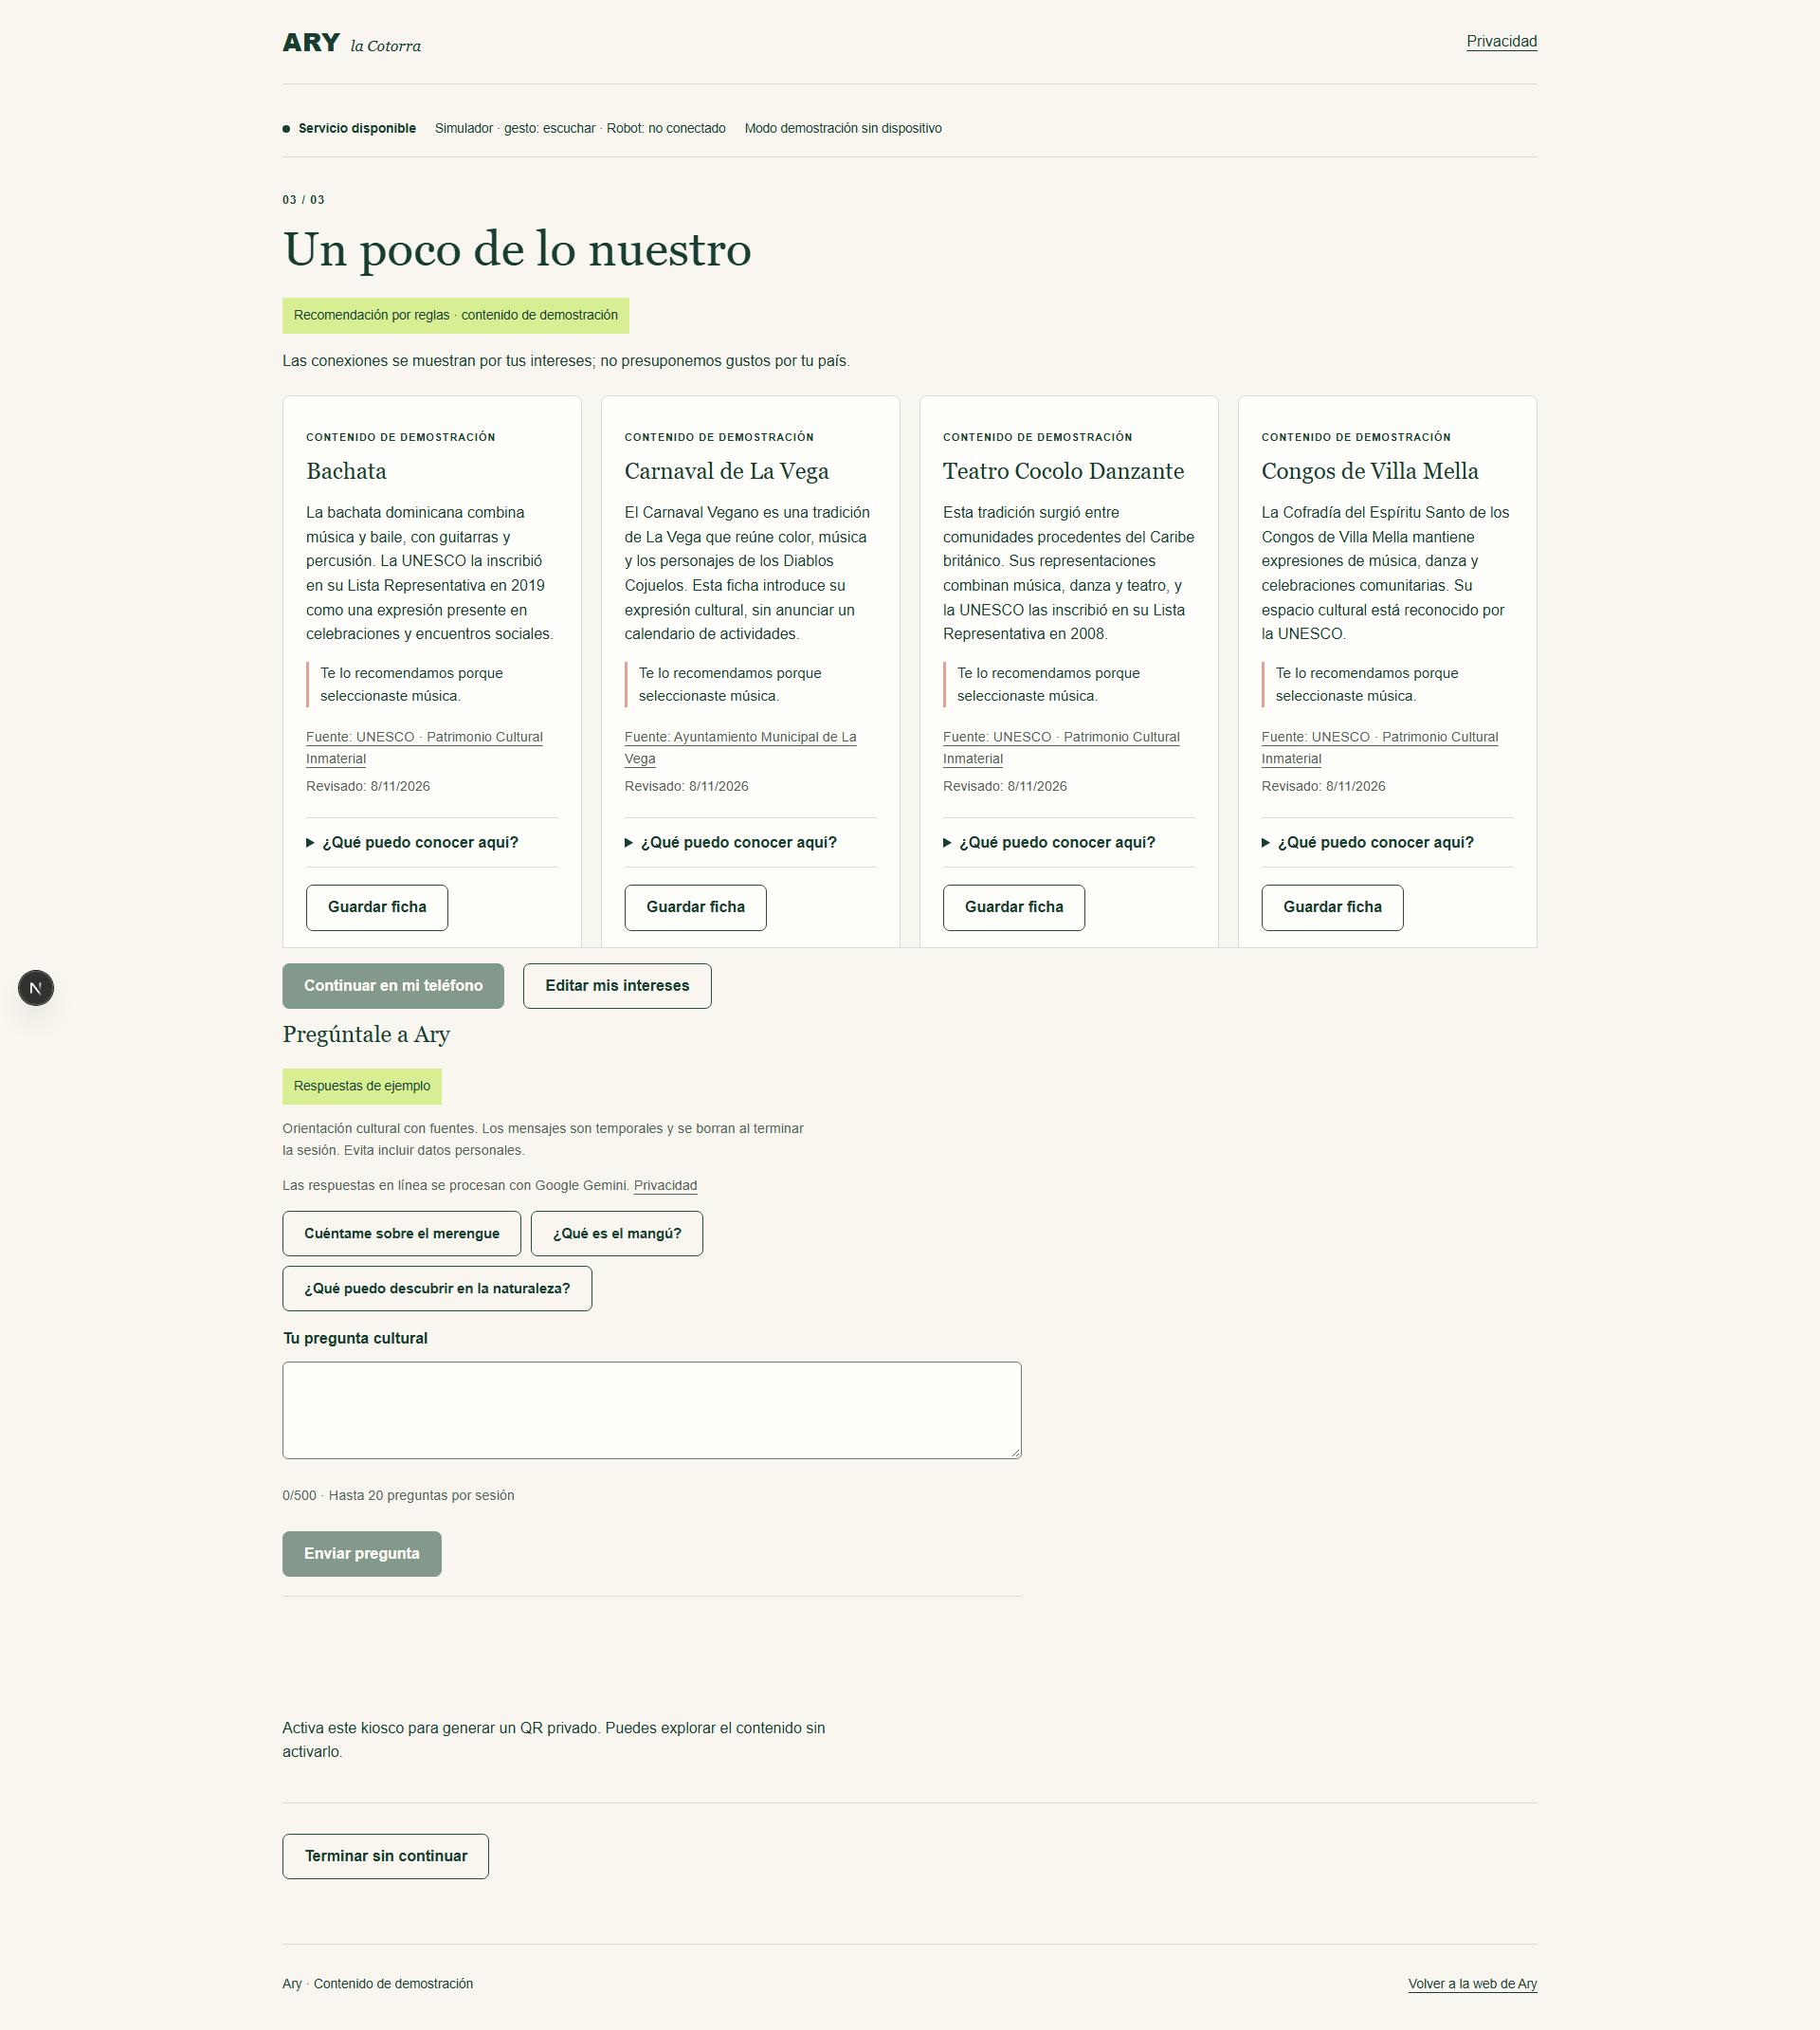 ARY la Cotorra
Privacidad
Servicio disponible Simulador · gesto: escuchar · Robot: no conectado Modo demostración sin dispositivo
03 / 03
Un poco de lo nuestro
Recomendación por reglas · contenido de demostración
Las conexiones se muestran por tus intereses; no presuponemos gustos por tu país.
CONTENIDO DE DEMOSTRACIÓN
Bachata
La bachata dominicana combina
música y baile, con guitarras y
percusión. La UNESCO la inscribió
en su Lista Representativa en 2019
como una expresión presente en
celebraciones y encuentros sociales.
Te lo recomendamos porque
seleccionaste música.
Fuente: UNESCO · Patrimonio Cultural
Inmaterial
Revisado: 8/11/2026
¿Qué puedo conocer aquí?
Guardar ficha
CONTENIDO DE DEMOSTRACIÓN
Carnaval de La Vega
El Carnaval Vegano es una tradición
de La Vega que reúne color, música
y los personajes de los Diablos
Cojuelos. Esta ficha introduce su
expresión cultural, sin anunciar un
calendario de actividades.
Te lo recomendamos porque
seleccionaste música.
Fuente: Ayuntamiento Municipal de La
Vega
Revisado: 8/11/2026
¿Qué puedo conocer aquí?
Guardar ficha
CONTENIDO DE DEMOSTRACIÓN
Teatro Cocolo Danzante
Esta tradición surgió entre
comunidades procedentes del Caribe
británico. Sus representaciones
combinan música, danza y teatro, y
la UNESCO las inscribió en su Lista
Representativa en 2008.
Te lo recomendamos porque
seleccionaste música.
Fuente: UNESCO · Patrimonio Cultural
Inmaterial
Revisado: 8/11/2026
¿Qué puedo conocer aquí?
Guardar ficha
CONTENIDO DE DEMOSTRACIÓN
Congos de Villa Mella
La Cofradía del Espíritu Santo de los
Congos de Villa Mella mantiene
expresiones de música, danza y
celebraciones comunitarias. Su
espacio cultural está reconocido por
la UNESCO.
Te lo recomendamos porque
seleccionaste música.
Fuente: UNESCO · Patrimonio Cultural
Inmaterial
Revisado: 8/11/2026
¿Qué puedo conocer aquí?
Guardar ficha
N
Continuar en mi teléfono
Editar mis intereses
Pregúntale a Ary
Respuestas de ejemplo
Orientación cultural con fuentes. Los mensajes son temporales y se borran al terminar
la sesión. Evita incluir datos personales.
Las respuestas en línea se procesan con Google Gemini. Privacidad
Cuéntame sobre el merengue
¿Qué es el mangú?
¿Qué puedo descubrir en la naturaleza?
Tu pregunta cultural
0/500 · Hasta 20 preguntas por sesión
Enviar pregunta
Activa este kiosco para generar un QR privado. Puedes explorar el contenido sin
activarlo.
Terminar sin continuar
Ary · Contenido de demostración
Volver a la web de Ary